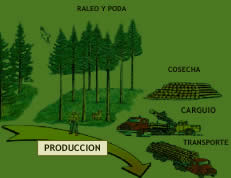 RALEO Y PODA
COSECHA
CARGUIO
TRANSPORTE
PRODUCCION